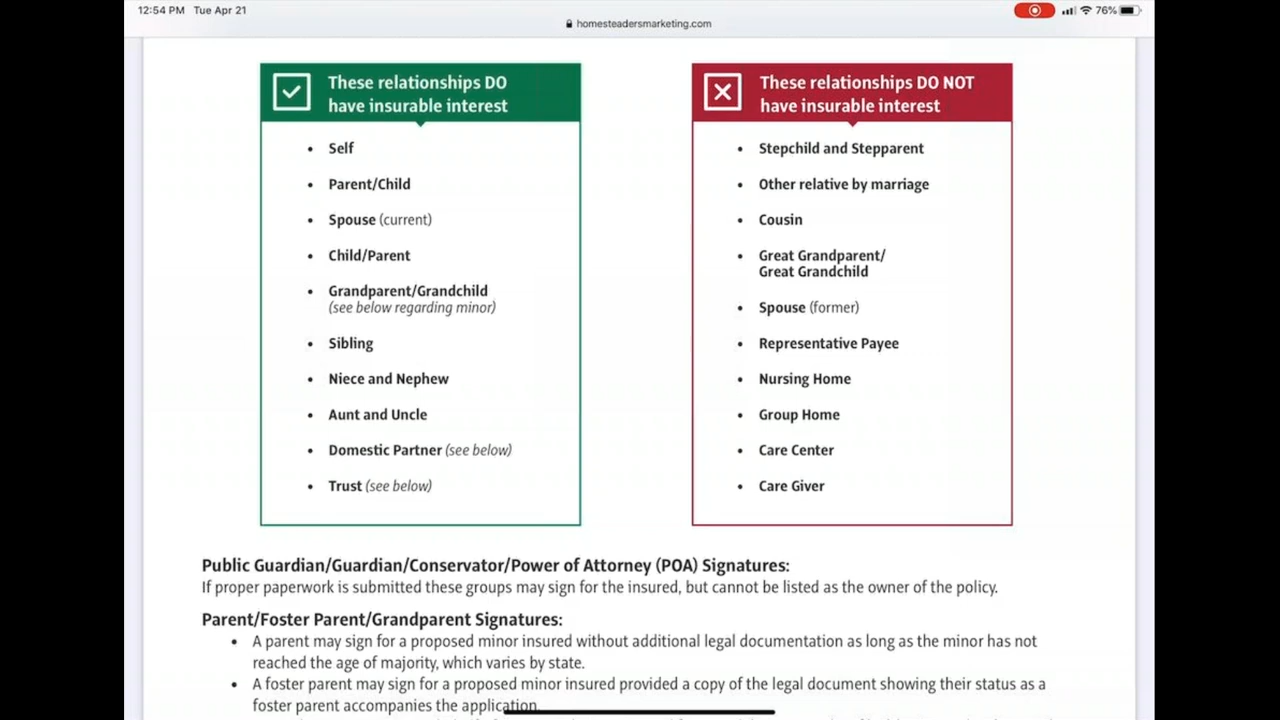 12:54 PM Tue Apr 21
76%
homesteadersmarketing.com
These relationships DO
have insurable interest
• Self
• Parent/Child
• Spouse (current)
• Child/Parent
• Grandparent/Grandchild
(see below regarding minor)
• Sibling
• Niece and Nephew
• Aunt and Uncle
• Domestic Partner (see below)
• Trust (see below)
These relationships DO NOT
have insurable interest
• Stepchild and Stepparent
• Other relative by marriage
• Cousin
• Great Grandparent/
Great Grandchild
• Spouse (former)
• Representative Payee
• Nursing Home
• Group Home
• Care Center
• Care Giver
Public Guardian/Guardian/Conservator/Power of Attorney (POA) Signatures:
If proper paperwork is submitted these groups may sign for the insured, but cannot be listed as the owner of the policy.
Parent/Foster Parent/Grandparent Signatures:
• A parent may sign for a proposed minor insured without additional legal documentation as long as the minor has not
reached the age of majority, which varies by state.
• A foster parent may sign for a proposed minor insured provided a copy of the legal document showing their status as a
foster parent accompanies the application.